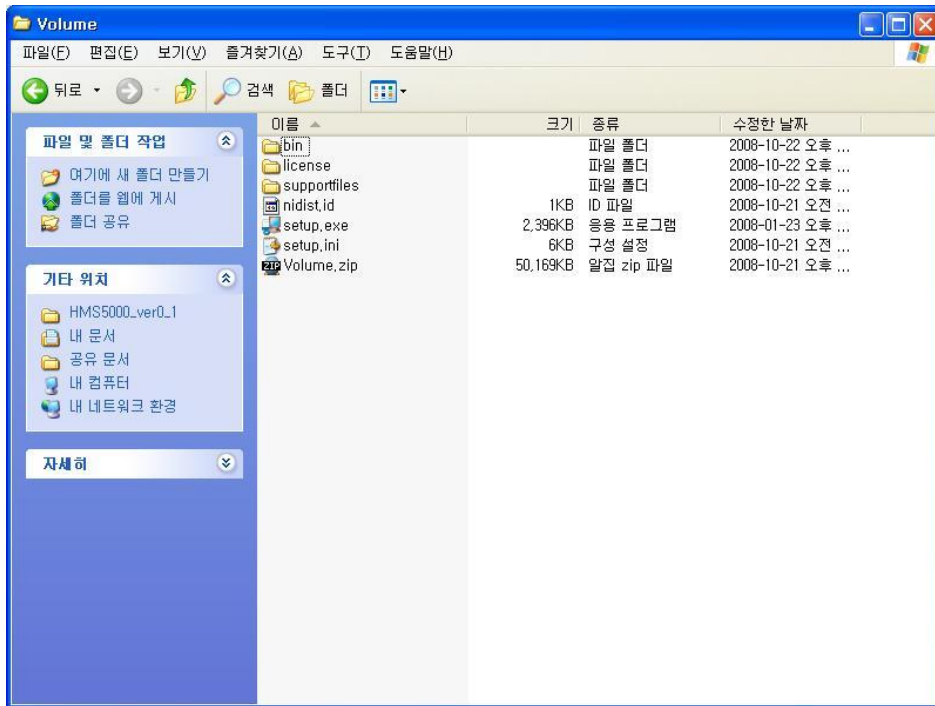 Volume
파일(F) 편집(E) 보기(V) 즐겨찾기(A) 도구(T) 도움말(H)
뒤로 검색 폴더
파일 및 폴더 작업
여기에 새 폴더 만들기
폴더를 웹에 게시
폴더 공유
기타 위치
HMS5000_ver0_1
내 문서
공유 문서
내 컴퓨터
내 네트워크 환경
자세히
이름 크기 종류 수정한 날짜
bin 파일 폴더 2008-10-22 오후 ...
license 파일 폴더 2008-10-22 오후 ...
supportfiles 파일 폴더 2008-10-22 오후 ...
nidist.id 1KB ID 파일 2008-10-21 오전 ...
setup.exe 2,396KB 응용 프로그램 2008-01-23 오후 ...
setup.ini 6KB 구성 설정 2008-10-21 오전 ...
Volume.zip 50,169KB 알집 zip 파일 2008-10-21 오후 ...